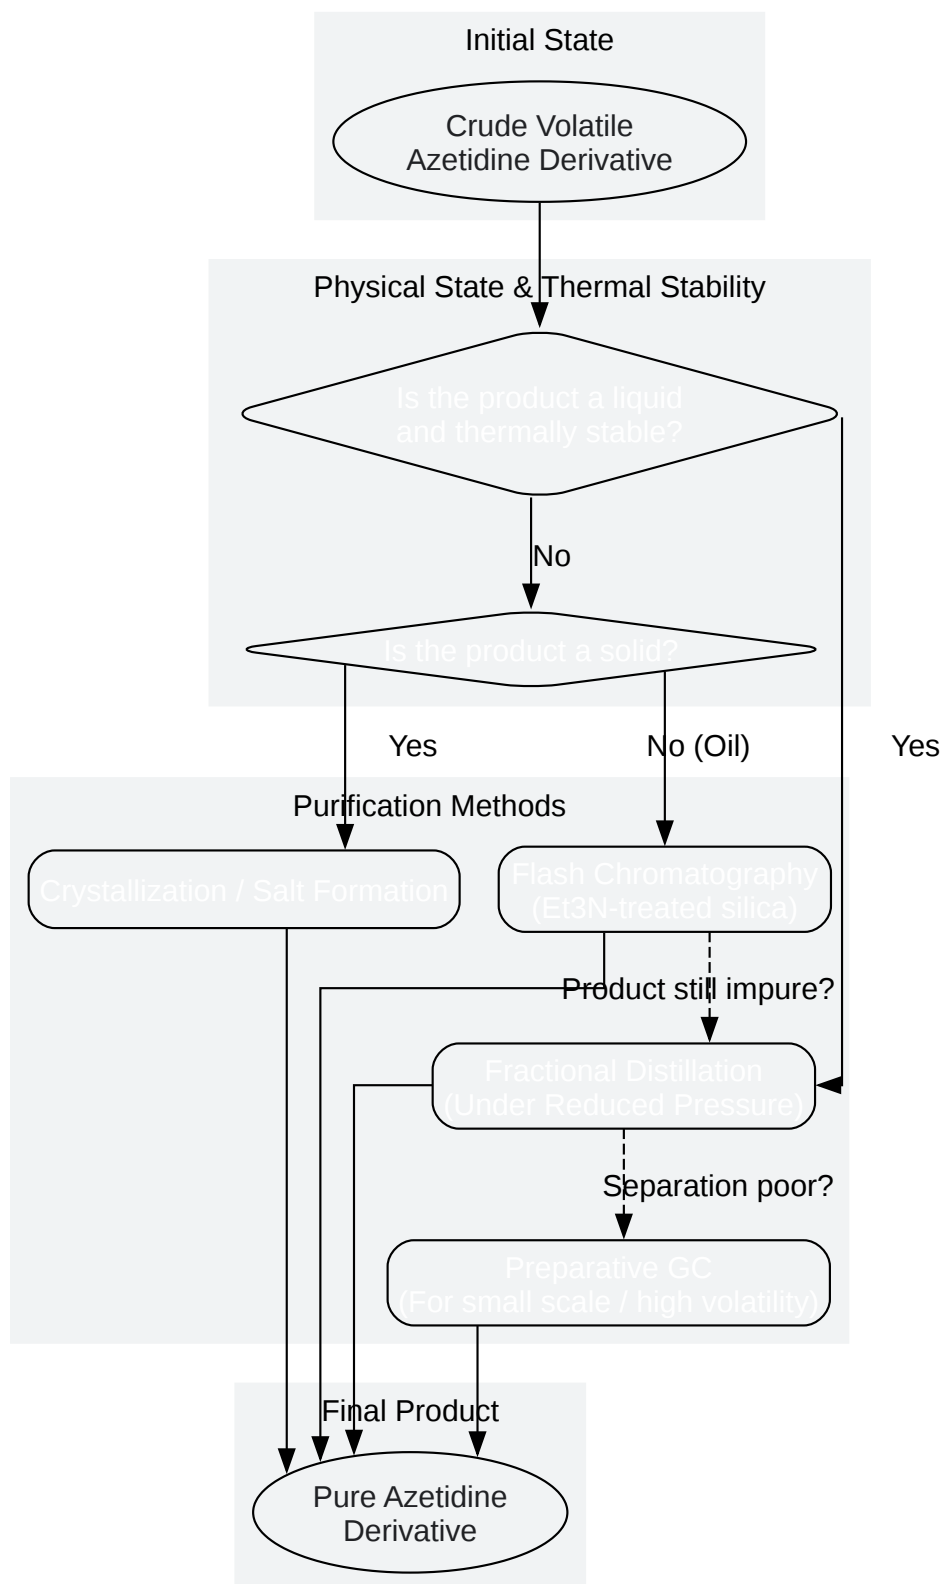 Initial State
Crude Volatile
Azetidine Derivative
Physical State & Thermal Stability
Is the product a liquid
and thermally stable?
No
Is the product a solid?
Yes
No (Oil)
Yes
Purification Methods
Crystallization / Salt Formation
Flash Chromatography
(Et3N-treated silica)
Product still impure?
Fractional Distillation
(Under Reduced Pressure)
Separation poor?
Preparative GC
(For small scale / high volatility)
Final Product
Pure Azetidine
Derivative